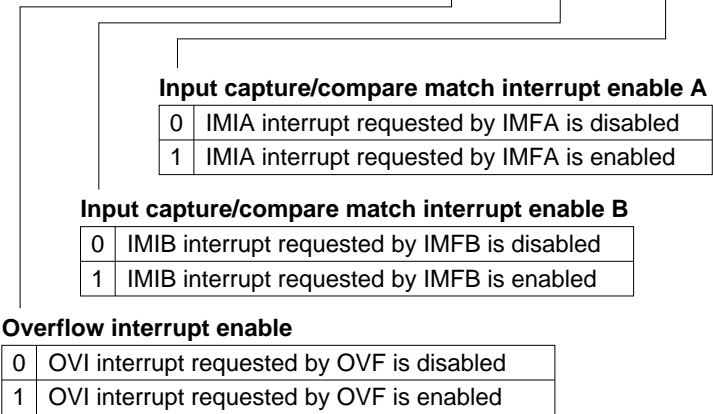 Input capture/compare match interrupt enable A
0 IMIA interrupt requested by IMFA is disabled
1 IMIA interrupt requested by IMFA is enabled
Input capture/compare match interrupt enable B
0 IMIB interrupt requested by IMFB is disabled
1 IMIB interrupt requested by IMFB is enabled
Overflow interrupt enable
0 OVI interrupt requested by OVF is disabled
1 OVI interrupt requested by OVF is enabled